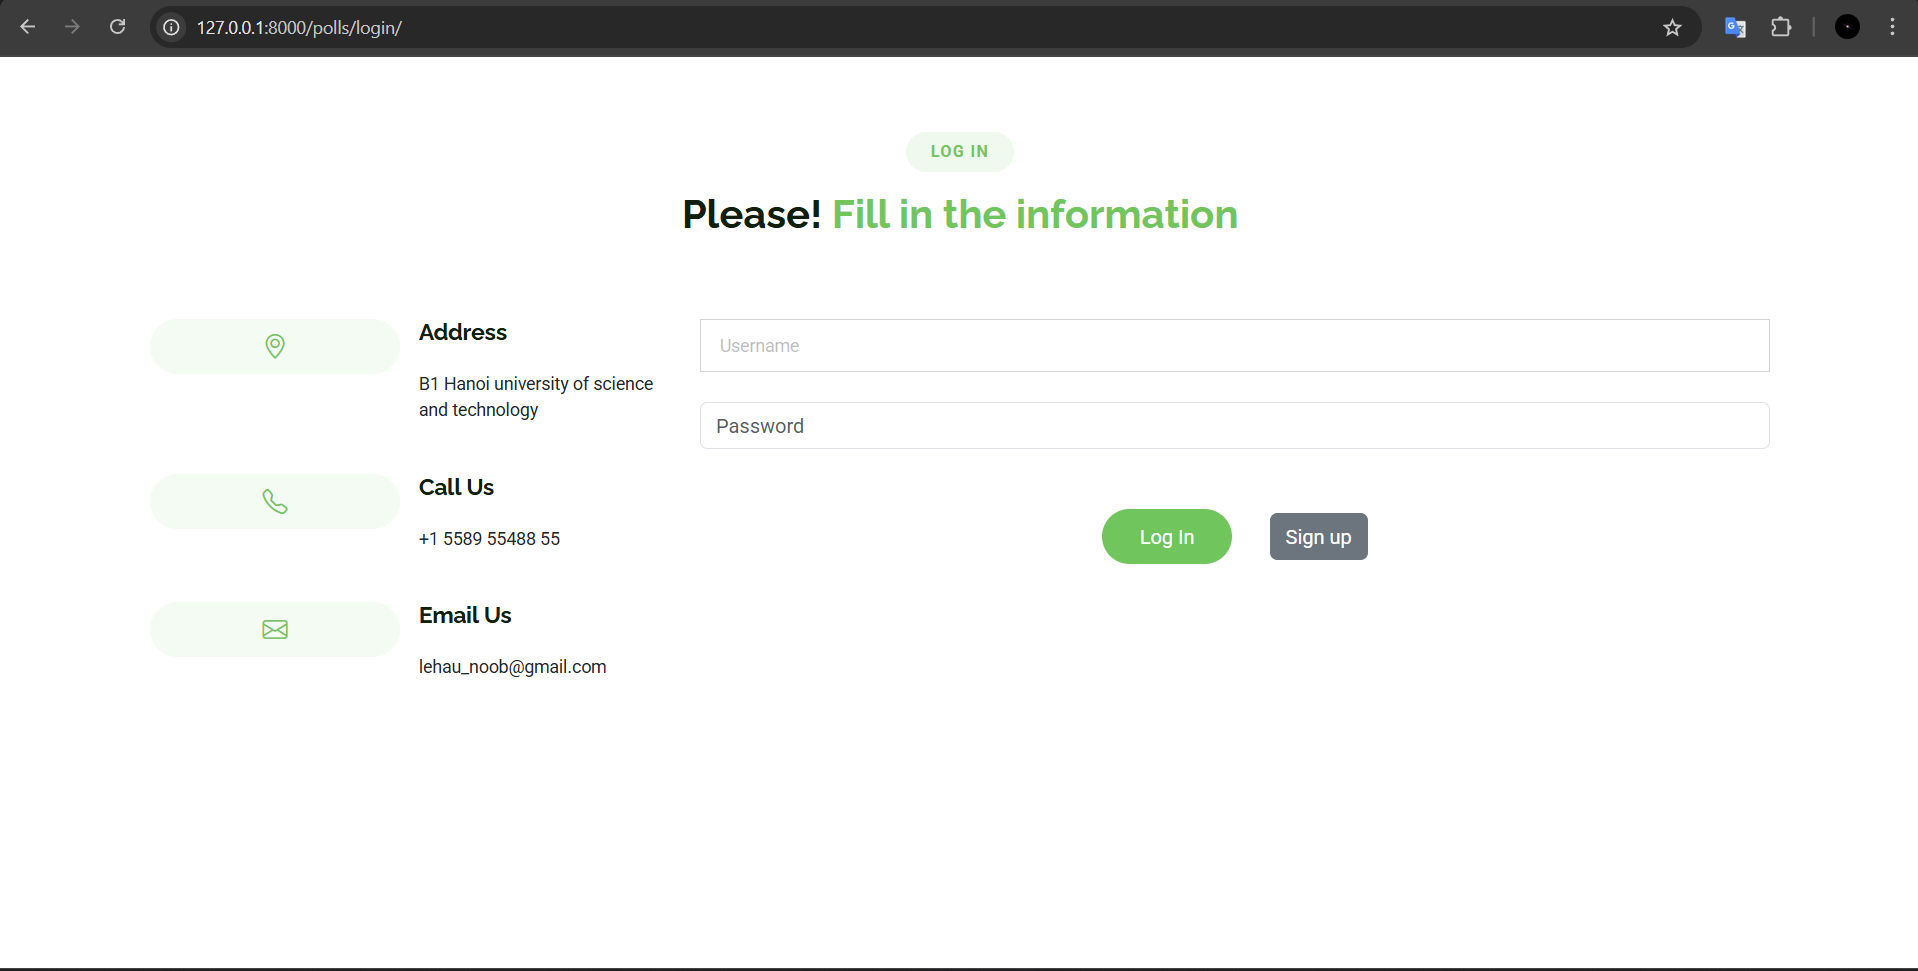 127.0.0.1:8000/polls/login/
LOG IN
Please! Fill in the information
Address
B1 Hanoi university of science
and technology
Call Us
+1 5589 55488 55
Email Us
lehau_noob@gmail.com
Username
Password
Log In
Sign up